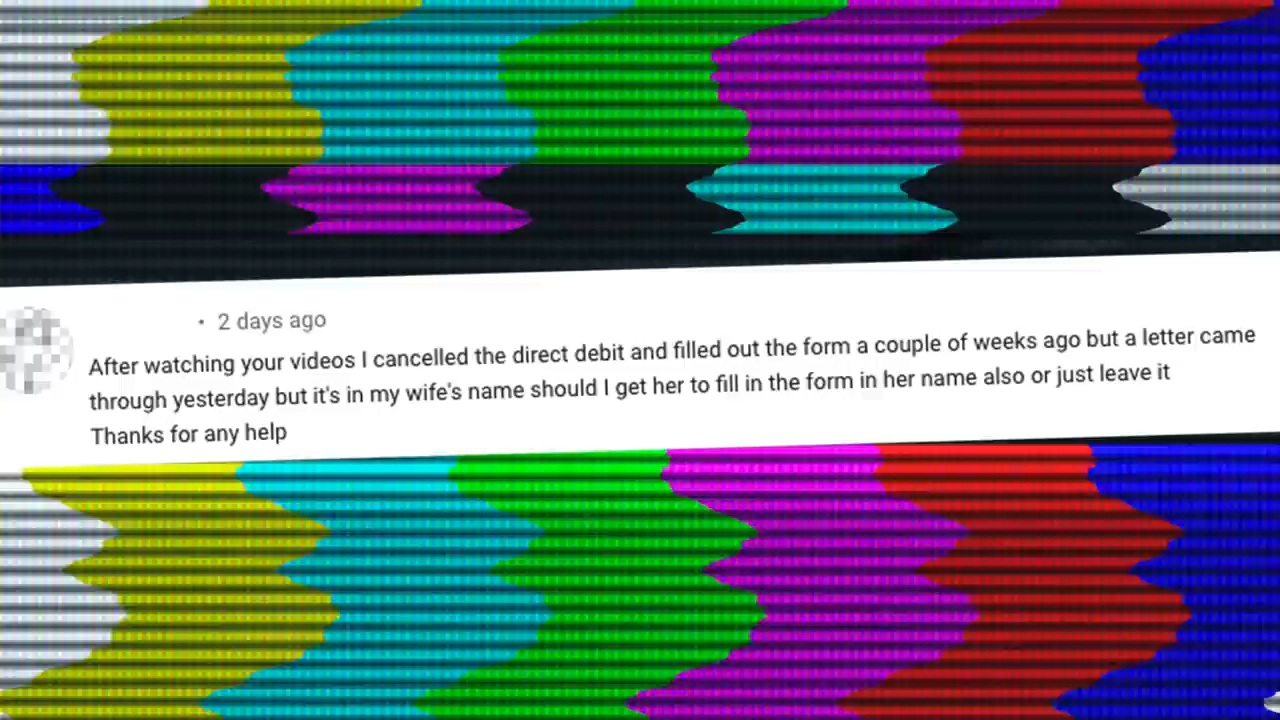 • 2 days ago
After watching your videos I cancelled the direct debit and filled out the form a couple of weeks ago but a letter came
through yesterday but it's in my wife's name should I get her to fill in the form in her name also or just leave it
Thanks for any help